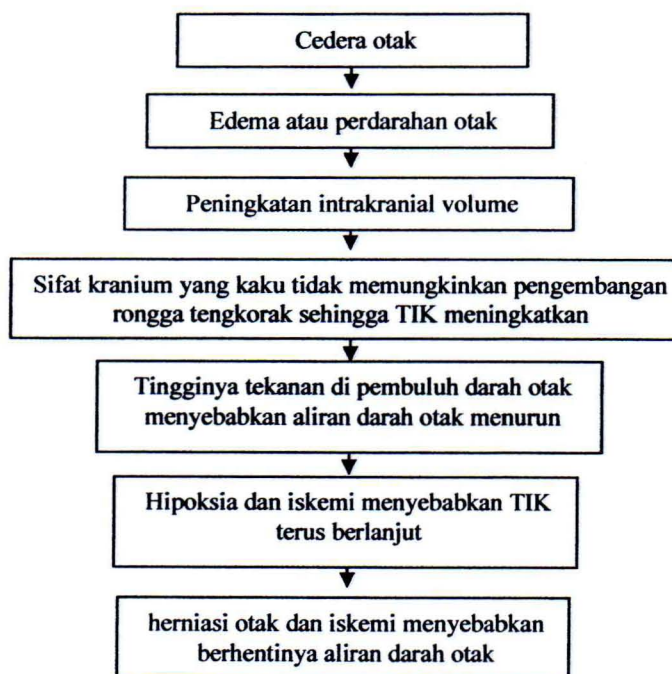 Cedera otak
Edema atau perdarahan otak
Peningkatan intrakranial volume
Sifat kranium yang kaku tidak memungkinkan pengembangan
rongga tengkorak sehingga TIK meningkatkan
Tingginya tekanan di pembuluh darah otak
menyebabkan aliran darah otak menurun
Hipoksia dan iskemi menyebabkan TIK
terus berlanjut
herniasi otak dan iskemi menyebabkan
berhentinya aliran darah otak